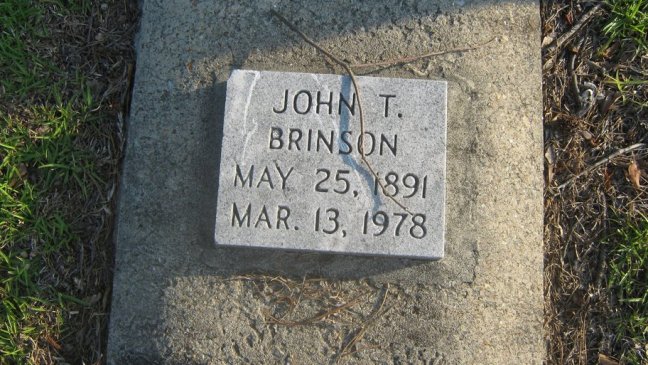 JOHN T.
BRINSON
MAY 25, 1891
MAR. 13, 1978